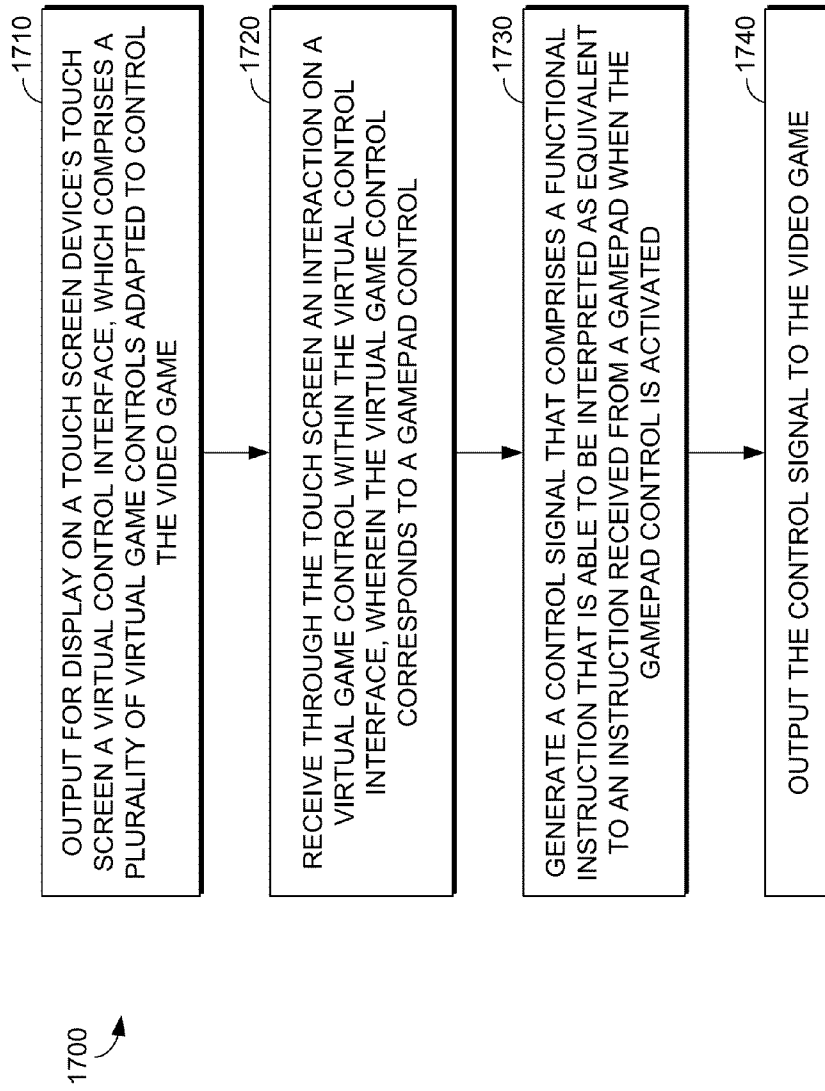 1700
1710
OUTPUT FOR DISPLAY ON A TOUCH SCREEN DEVICE'S TOUCH
SCREEN A VIRTUAL CONTROL INTERFACE, WHICH COMPRISES A
PLURALITY OF VIRTUAL GAME CONTROLS ADAPTED TO CONTROL
THE VIDEO GAME
1720
RECEIVE THROUGH THE TOUCH SCREEN AN INTERACTION ON A
VIRTUAL GAME CONTROL WITHIN THE VIRTUAL CONTROL
INTERFACE, WHEREIN THE VIRTUAL GAME CONTROL
CORRESPONDS TO A GAMEPAD CONTROL
1730
GENERATE A CONTROL SIGNAL THAT COMPRISES A FUNCTIONAL
INSTRUCTION THAT IS ABLE TO BE INTERPRETED AS EQUIVALENT
TO AN INSTRUCTION RECEIVED FROM A GAMEPAD WHEN THE
GAMEPAD CONTROL IS ACTIVATED
1740
OUTPUT THE CONTROL SIGNAL TO THE VIDEO GAME